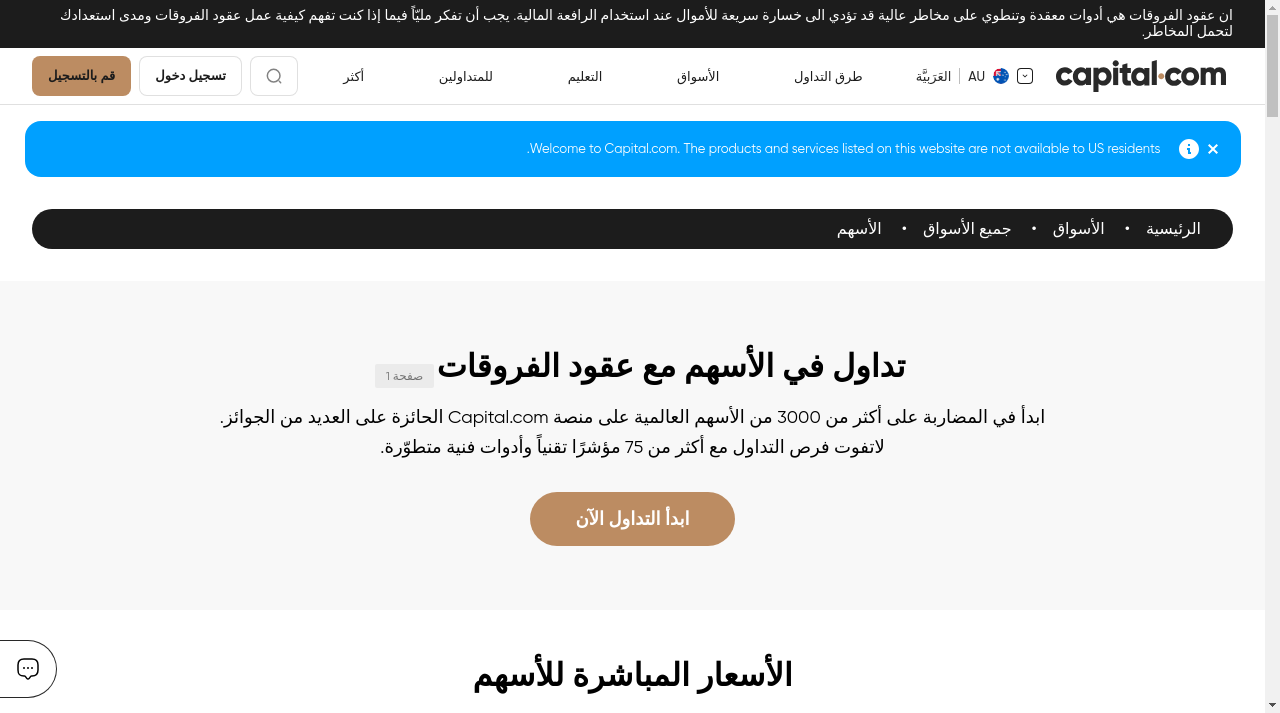 ان عقود الفروقات هي أدوات معقدة وتنطوي على مخاطر عالية قد تؤدي الى خسارة سريعة للأموال عند استخدام الرافعة المالية. يجب أن تفكر مليّاً فيما إذا كنت تفهم كيفية عمل عقود الفروقات ومدى استعدادك
لتحمل المخاطر.
capital.com
AU
العَرَبيَّة
طرق التداول
الأسواق
التعليم
للمتداولين
أكثر
تسجيل دخول
قم بالتسجيل
Welcome to Capital.com. The products and services listed on this website are not available to US residents.
الرئيسية • الأسواق • جميع الأسواق • الأسهم
تداول في الأسهم مع عقود الفروقات
صفحة 1
ابدأ في المضاربة على أكثر من 3000 من الأسهم العالمية على منصة Capital.com الحائزة على العديد من الجوائز.
لاتفوت فرص التداول مع أكثر من 75 مؤشرًا تقنياً وأدوات فنية متطوّرة.
ابدأ التداول الآن
الأسعار المباشرة للأسهم